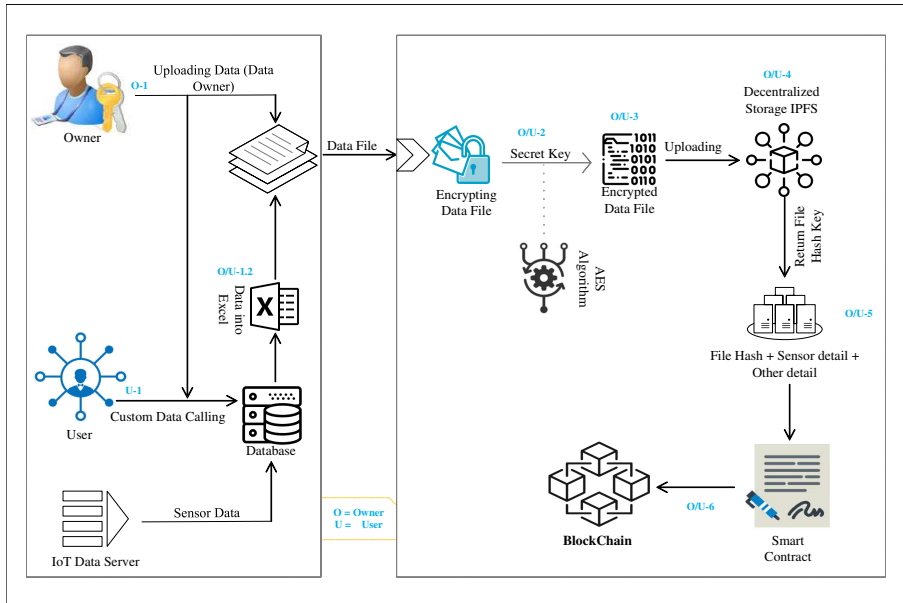 O-1
Uploading Data (Data
Owner)
Owner
Data File
Encrypting
Data File
O/U-2
Secret Key
O/U-3
1011
1010
0101
000
0110
Encrypted
Data File
Uploading
O/U-4
Decentralized
Storage IPFS
Return File
Hash Key
AES
Algorithm
O/U-1.2
X
Data into
Excel
O/U-5
File Hash + Sensor detail +
Other detail
U-1
User
Custom Data Calling
Database
Sensor Data
IoT Data Server
O = Owner
U = User
BlockChain
O/U-6
Smart
Contract